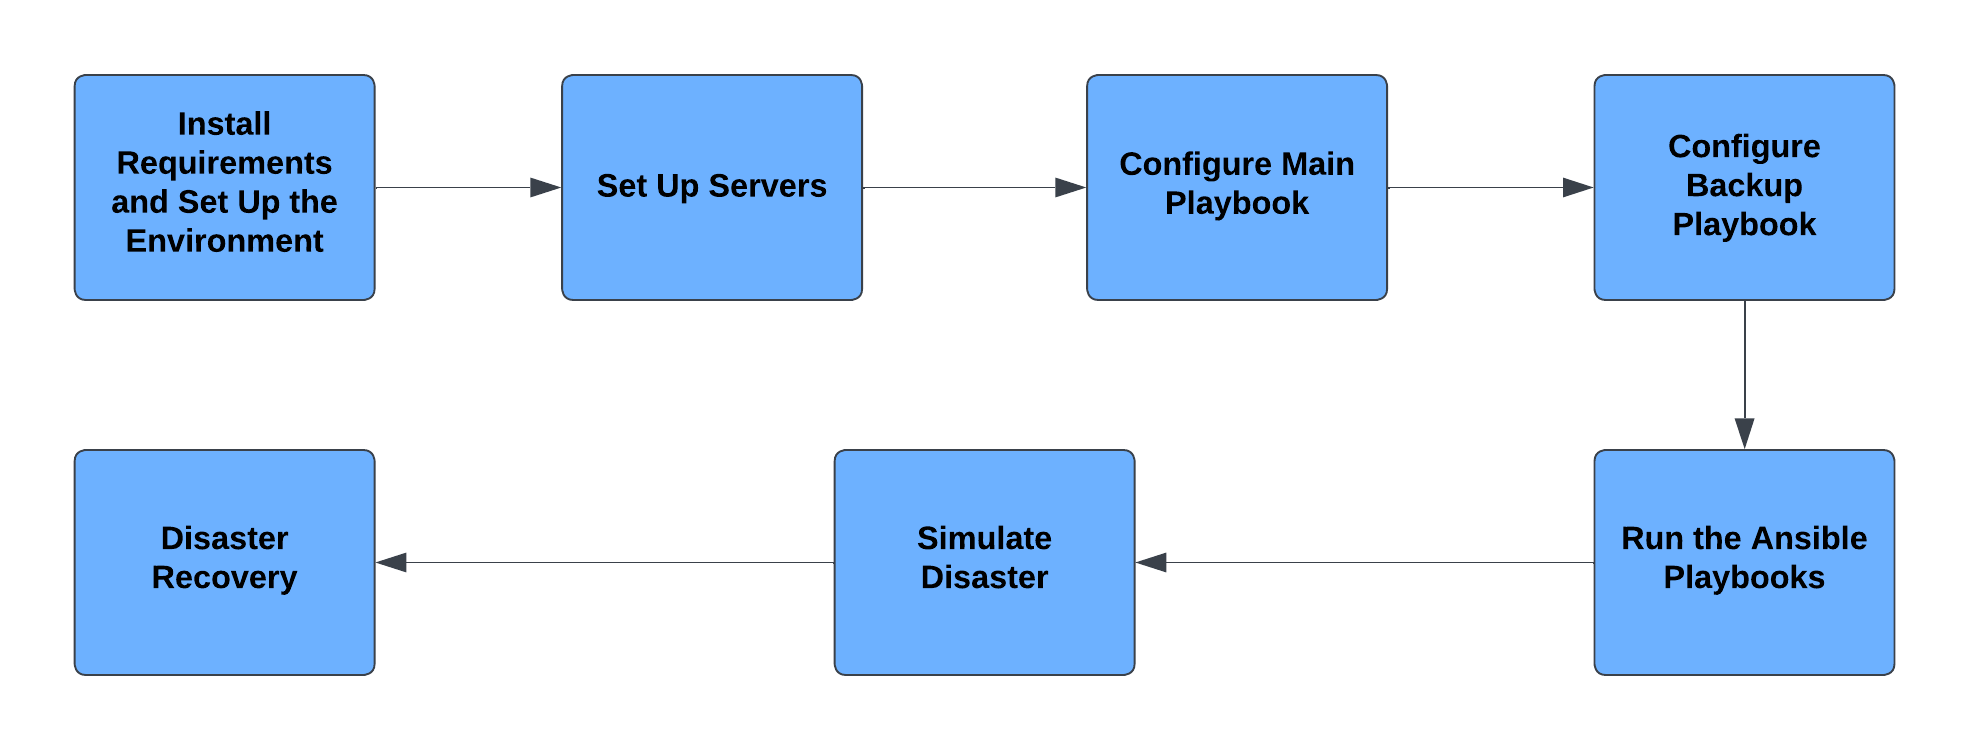 Install
Requirements
and Set Up the
Environment
Set Up Servers
Configure Main
Playbook
Configure
Backup
Playbook
Run the Ansible
Playbooks
Simulate
Disaster
Disaster
Recovery